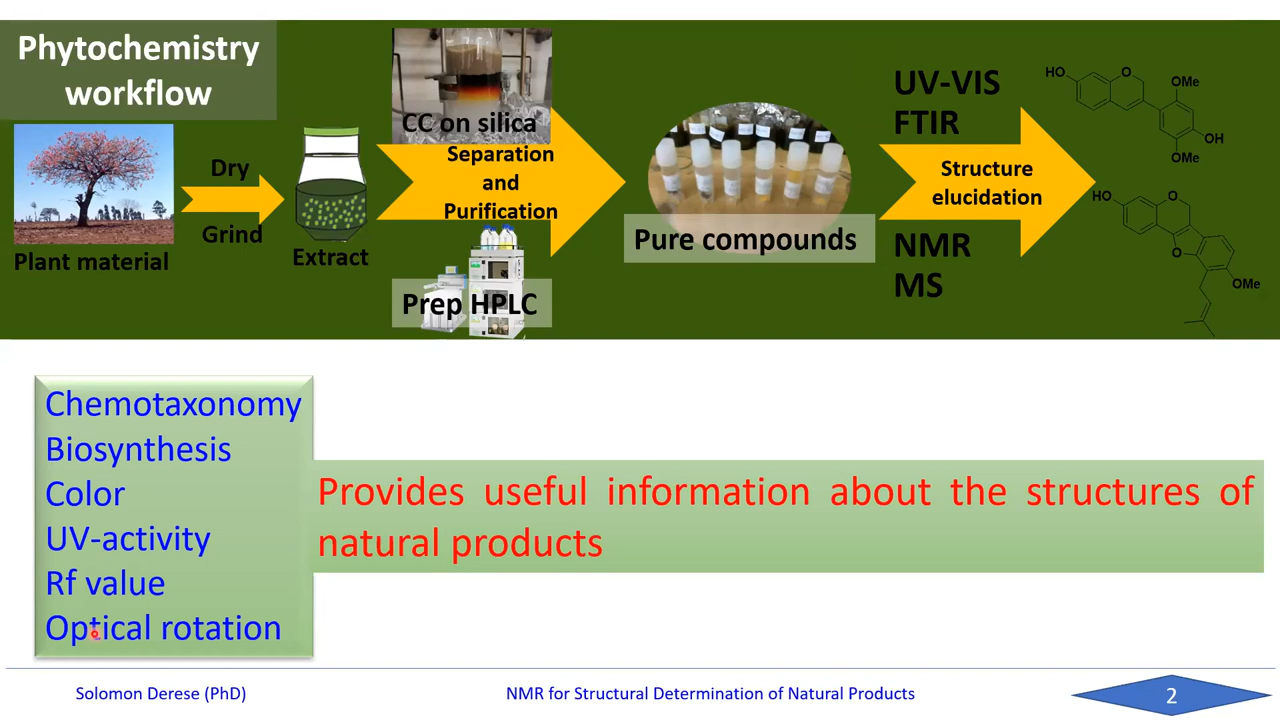 Phytochemistry
workflow
Plant material
Dry
Grind
Extract
CC on silica
Separation
and
Purification
Prep HPLC
Pure compounds
UV-VIS
FTIR
Structure
elucidation
NMR
MS
HO
O
OMe
OH
OMe
HO
O
O
OMe
Chemotaxonomy
Biosynthesis
Color
UV-activity
Rf value
Optical rotation
Provides useful information about the structures of
natural products
Solomon Derese (PhD)
NMR for Structural Determination of Natural Products
2